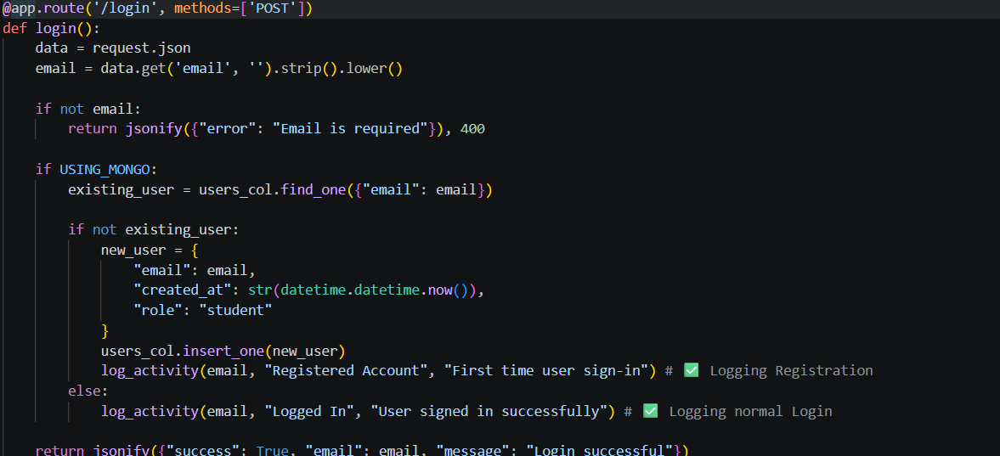 @app.route('/login', methods=['POST'])
def login():
    data = request.json
    email = data.get('email', '').strip().lower()
    if not email:
        return jsonify({"error": "Email is required"}), 400
    if USING_MONGO:
        existing_user = users_col.find_one({"email": email})
        if not existing_user:
            new_user = {
                "email": email,
                "created_at": str(datetime.datetime.now()),
                "role": "student"
            }
            users_col.insert_one(new_user)
            log_activity(email, "Registered Account", "First time user sign-in") # ✅ Logging Registration
        else:
            log_activity(email, "Logged In", "User signed in successfully") # ✅ Logging normal Login
    return jsonify({"success": True, "email": email, "message": "Login successful"})